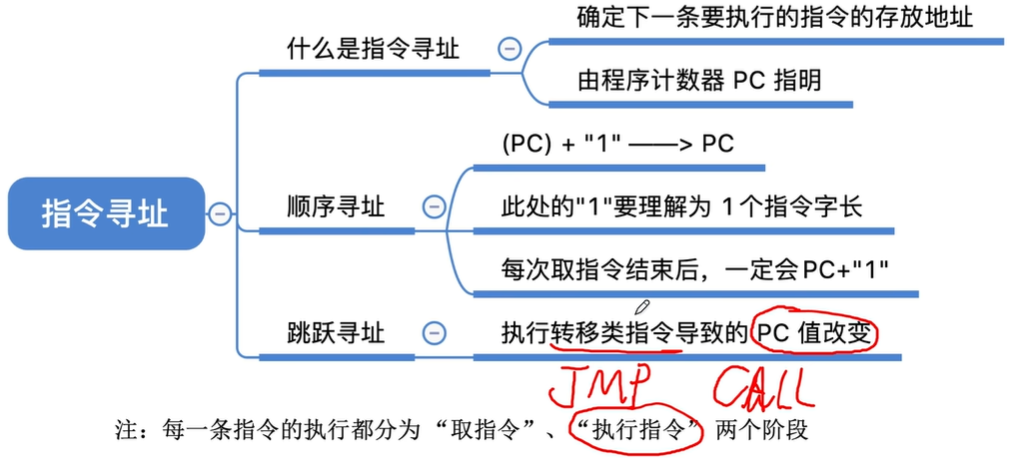 确定下一条要执行的指令的存放地址
什么是指令寻址
由程序计数器 PC 指明
(PC) + "1" ——> PC
指令寻址
顺序寻址
此处的"1"要理解为 1个指令字长
每次取指令结束后，一定会PC+"1"
跳跃寻址
执行转移类指令导致的 PC 值改变
JMP CALL
注：每一条指令的执行都分为“取指令”、“执行指令” 两个阶段